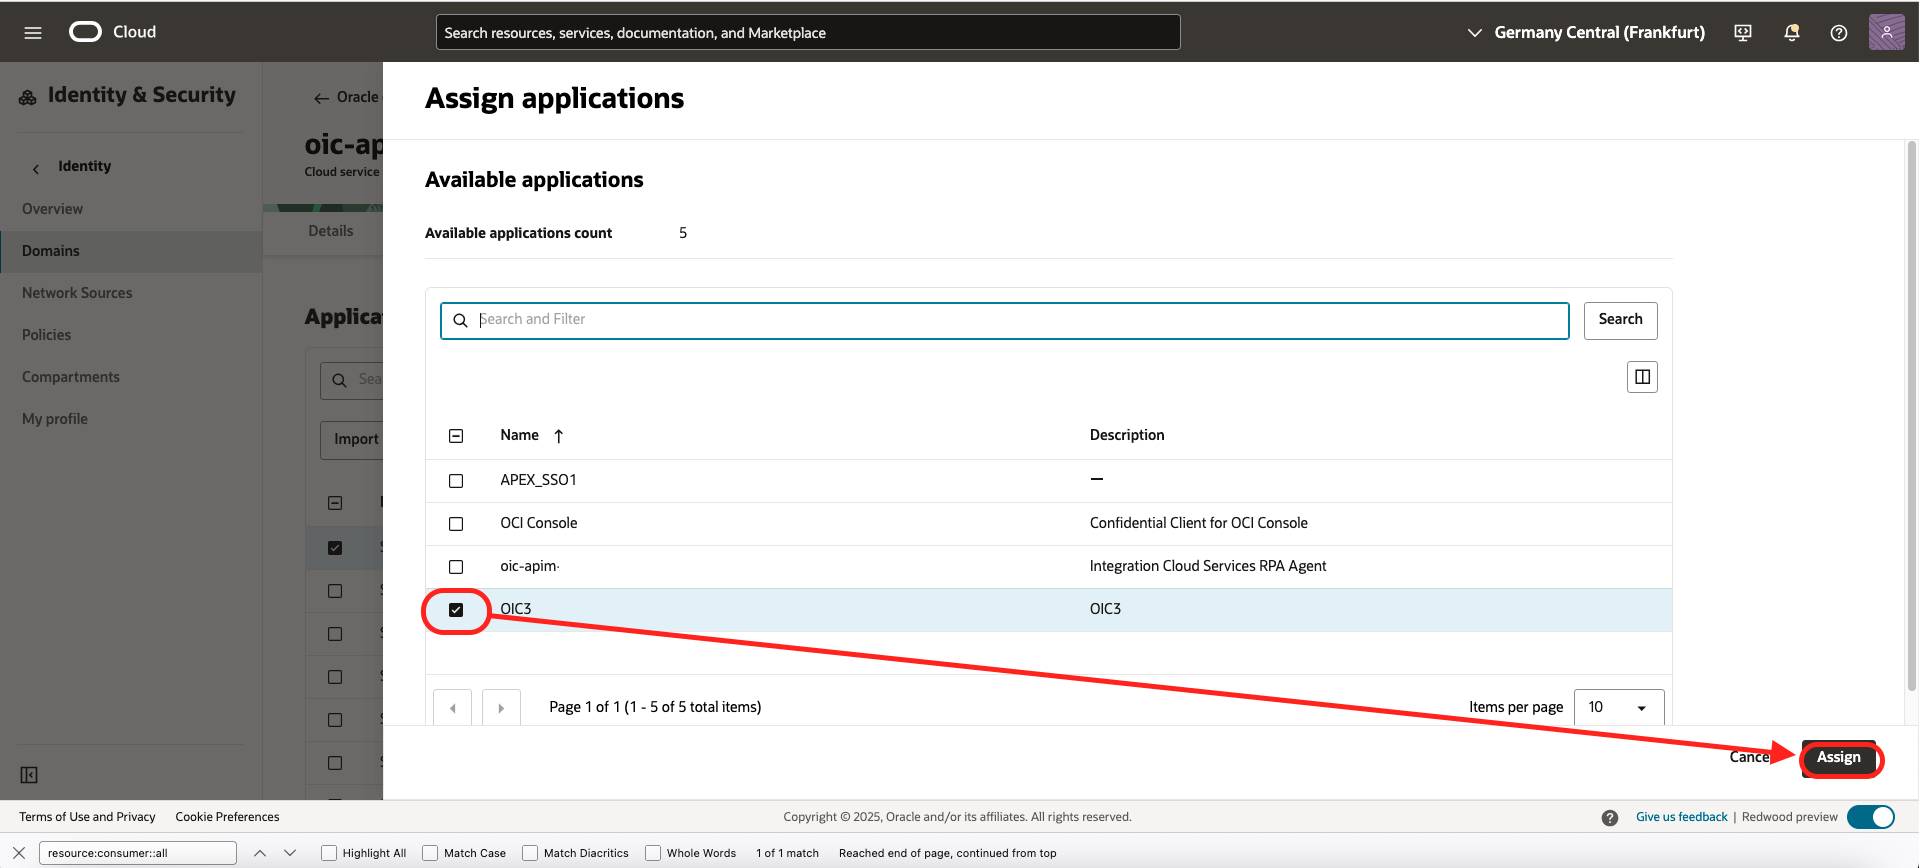 Cloud
Search resources, services, documentation, and Marketplace
Germany Central (Frankfurt)
Identity & Security
Identity
Overview
Domains
Network Sources
Policies
Compartments
My profile
Oracle
oic-ap
Cloud service
Details
Applica
Sea
Import
Assign applications
Available applications
Available applications count 5
Search and Filter
Search
Name Description
APEX_SSO1 —
OCI Console Confidential Client for OCI Console
oic-apim- Integration Cloud Services RPA Agent
OIC3 OIC3
Page 1 of 1 (1 - 5 of 5 total items)
Items per page 10
Cance
Assign
Terms of Use and Privacy Cookie Preferences
Copyright © 2025, Oracle and/or its affiliates. All rights reserved.
Give us feedback | Redwood preview
resource:consumer::all
Highlight All Match Case Match Diacritics Whole Words 1 of 1 match Reached end of page, continued from top